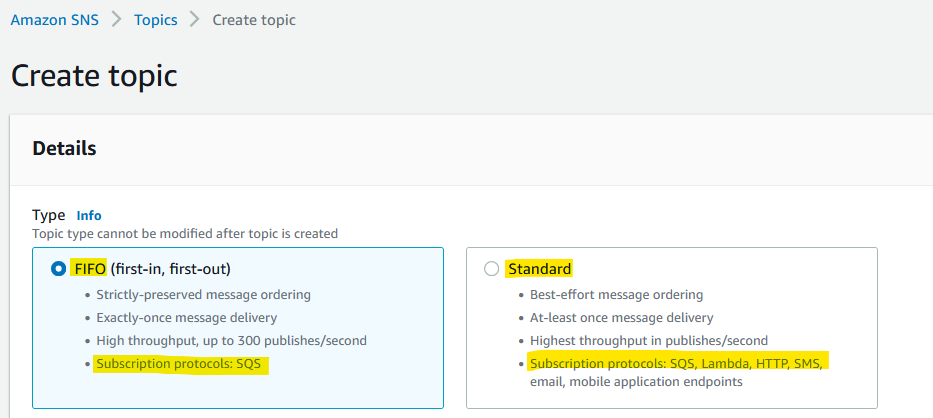 Amazon SNS > Topics > Create topic
Create topic
Details
Type Info
Topic type cannot be modified after topic is created
FIFO (first-in, first-out)
• Strictly-preserved message ordering
• Exactly-once message delivery
• High throughput, up to 300 publishes/second
• Subscription protocols: SQS
Standard
• Best-effort message ordering
• At-least once message delivery
• Highest throughput in publishes/second
• Subscription protocols: SQS, Lambda, HTTP, SMS,
email, mobile application endpoints